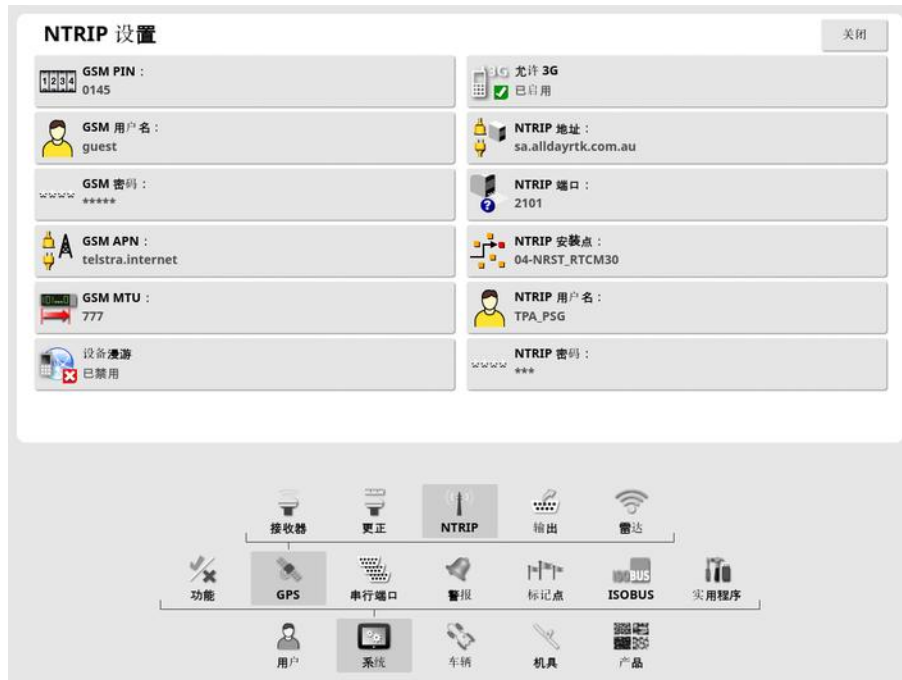 NTRIP 设置
关闭
GSM PIN：
0145
GSM 用户名：
guest
GSM 密码：
*****
GSM APN：
telstra.internet
GSM MTU：
777
设备漫游
已禁用
允许 3G
已启用
NTRIP 地址：
sa.alldayrtk.com.au
NTRIP 端口：
2101
NTRIP 安装点：
04-NRST_RTCM30
NTRIP 用户名：
TPA_PSG
NTRIP 密码：
***
接收器 更正 NTRIP 输出 雷达
功能 GPS 串行端口 警报 标记点 ISOBUS 实用程序
用户 系统 车辆 机具 产品